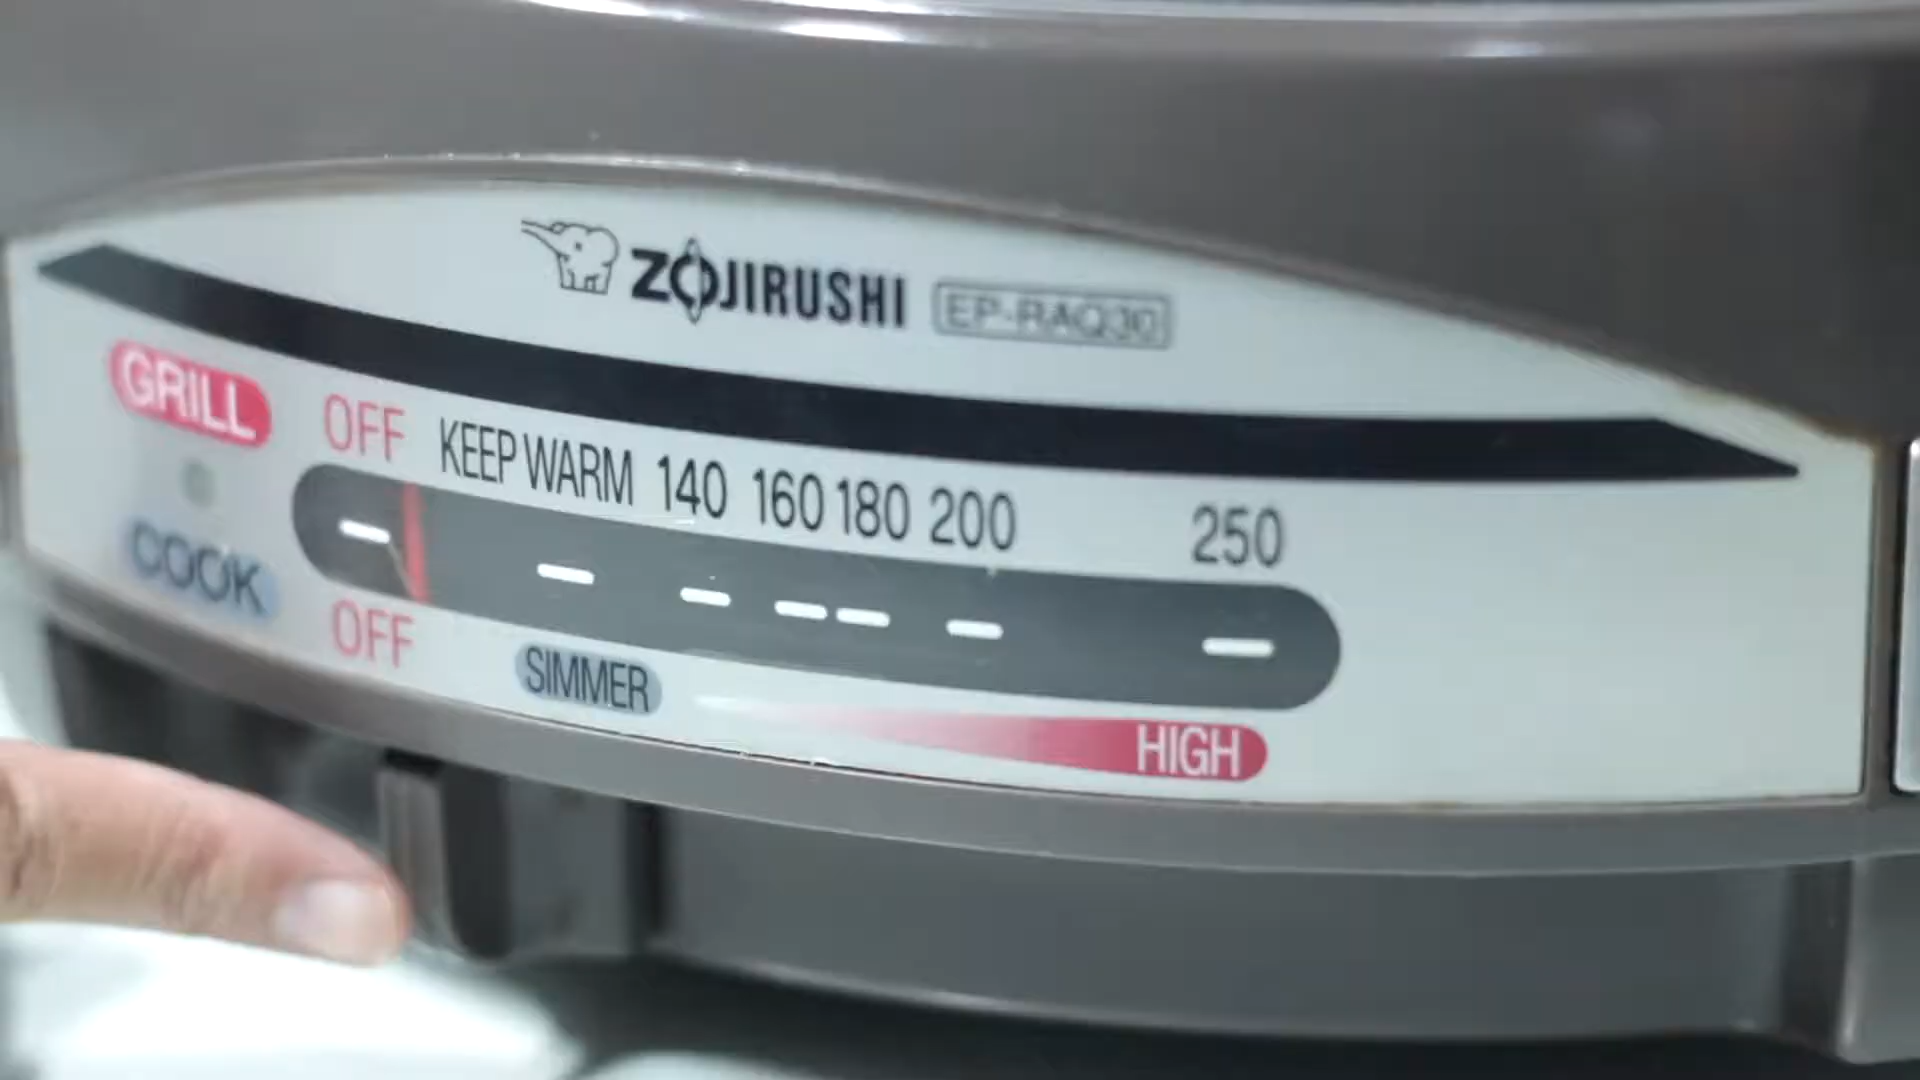 ZOJIRUSHI EP-RAQ30
GRILL OFF KEEP WARM 140 160 180 200 250
COOK OFF SIMMER HIGH